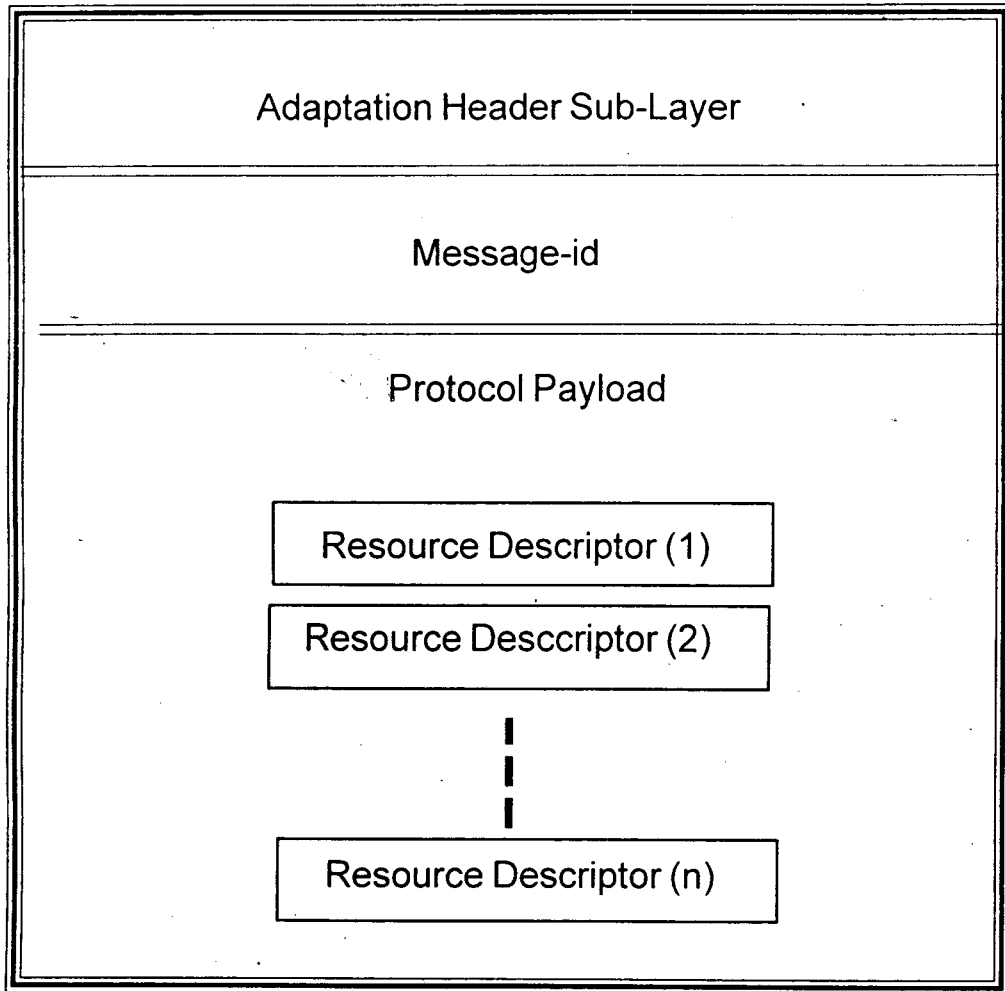 Adaptation Header Sub-Layer
Message-id
Protocol Payload
Resource Descriptor (1)
Resource Desccriptor (2)
Resource Descriptor (n)